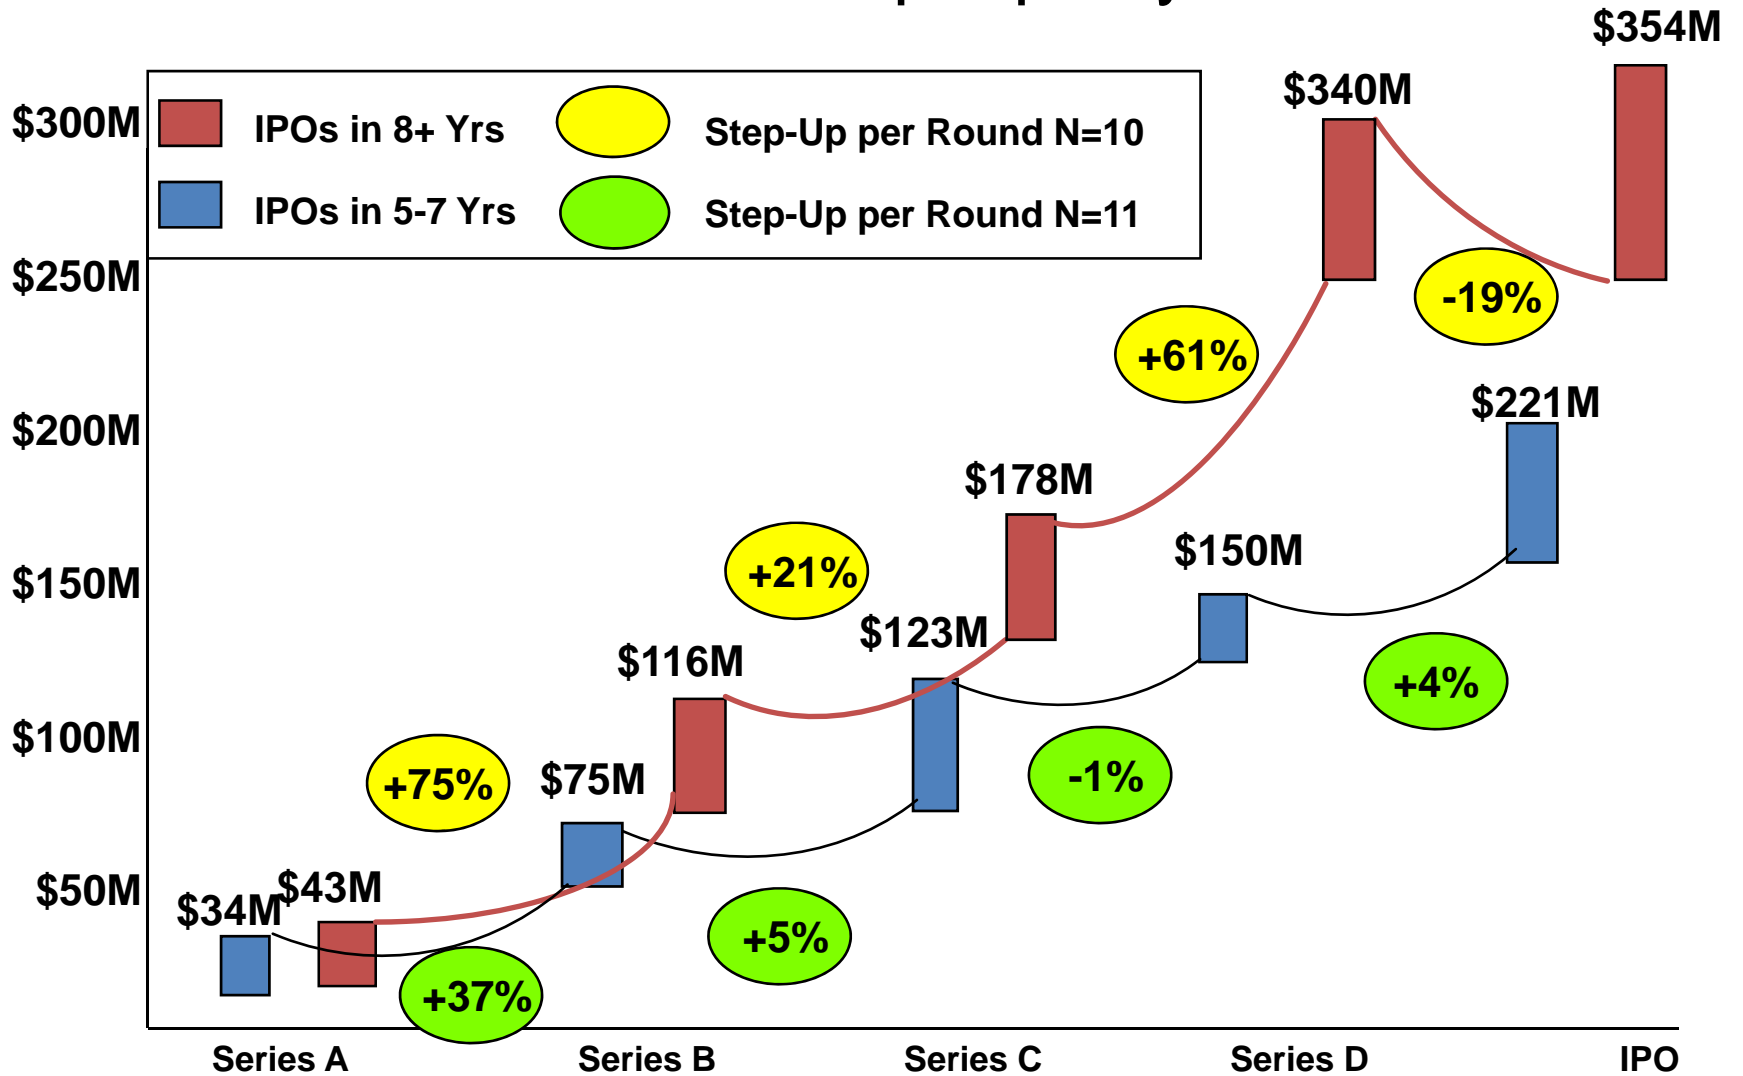 $354M
$340M
IPOs in 8+ Yrs
Step-Up per Round N=10
IPOs in 5-7 Yrs
Step-Up per Round N=11
$300M
$250M
$200M
$150M
$100M
$50M
-19%
+61%
$221M
$178M
+21%
$150M
$123M
$116M
+4%
-1%
+75%
$75M
$43M
$34M
+5%
+37%
Series A
Series B
Series C
Series D
IPO